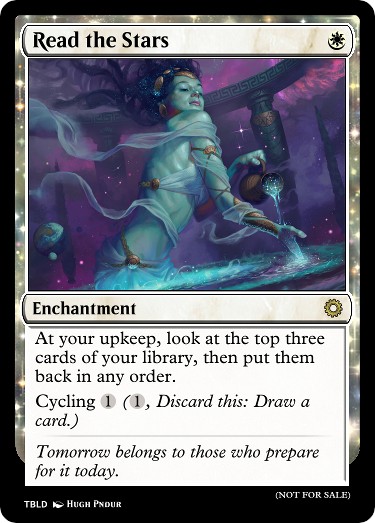 Read the Stars
Enchantment
At your upkeep, look at the top three
cards of your library, then put them
back in any order.
Cycling 1 (1, Discard this: Draw a
card.)
Tomorrow belongs to those who prepare
for it today.
TBLD Hugh Pndur
(NOT FOR SALE)